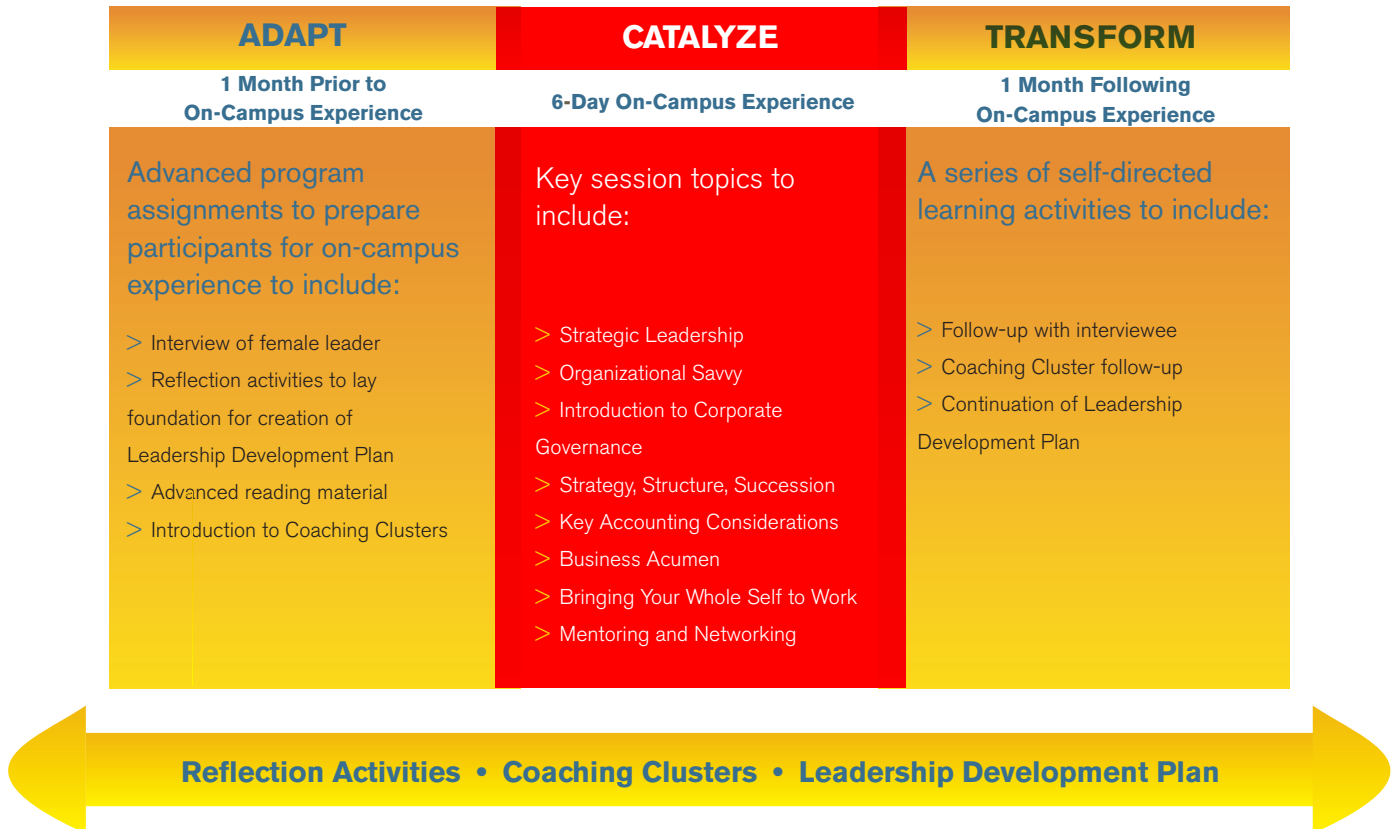 ADAPT
1 Month Prior to
On-Campus Experience
Advanced program
assignments to prepare
participants for on-campus
experience to include:
> Interview of female leader
> Reflection activities to lay
foundation for creation of
Leadership Development Plan
> Advanced reading material
> Introduction to Coaching Clusters
CATALYZE
6-Day On-Campus Experience
Key session topics to
include:
> Strategic Leadership
> Organizational Savvy
> Introduction to Corporate
Governance
> Strategy, Structure, Succession
> Key Accounting Considerations
> Business Acumen
> Bringing Your Whole Self to Work
> Mentoring and Networking
TRANSFORM
1 Month Following
On-Campus Experience
A series of self-directed
learning activities to include:
> Follow-up with interviewee
> Coaching Cluster follow-up
> Continuation of Leadership
Development Plan
Reflection Activities • Coaching Clusters • Leadership Development Plan